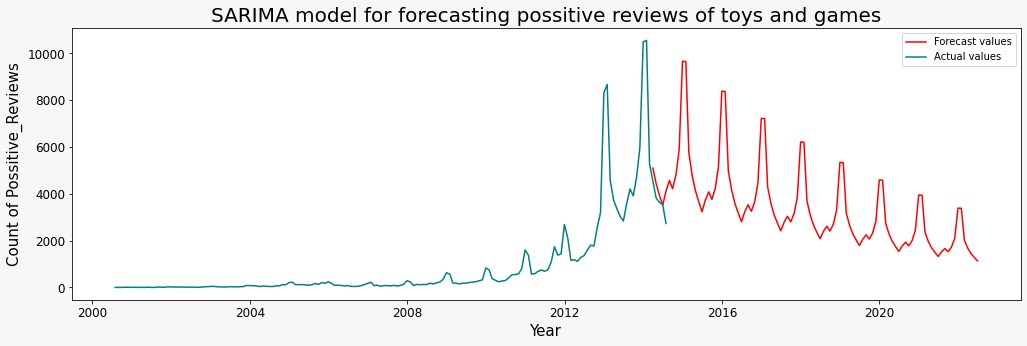 SARIMA model for forecasting possitive reviews of toys and games
Forecast values
Actual values
Count of Possitive_Reviews
10000
8000
6000
4000
2000
0
2000
2004
2008
2012
2016
2020
Year